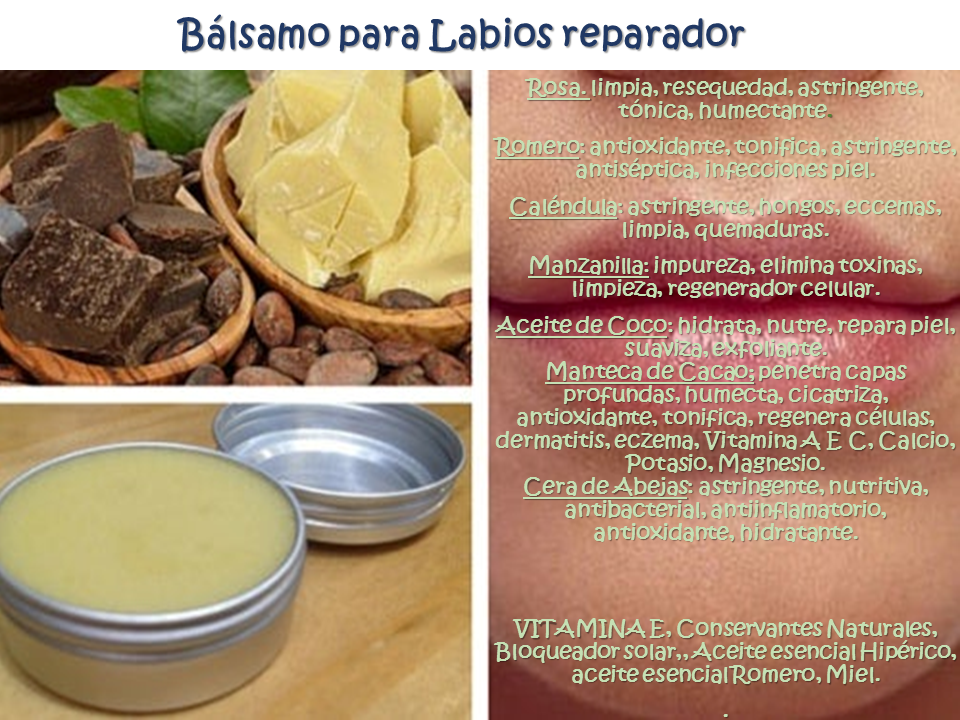 Bálsamo para Labios reparador
Rosa. limpia, resequedad, astringente,
tónica, humectante.
Romero: antioxidante, tonifica, astringente,
antiséptica, infecciones piel.
Caléndula: astringente, hongos, eccemas,
limpia, quemaduras.
Manzanilla: impureza, elimina toxinas,
limpieza, regenerador celular.
Aceite de Coco: hidrata, nutre, repara piel,
suaviza, exfoliante.
Manteca de Cacao; penetra capas
profundas, humecta, cicatriza,
antioxidante, tonifica, regenera células,
dermatitis, eczema, Vitamina A E C, Calcio,
Potasio, Magnesio.
Cera de Abejas: astringente, nutritiva,
antibacterial, antiinflamatorio,
antioxidante, hidratante.
VITAMINA E, Conservantes Naturales,
Bloqueador solar,, Aceite esencial Hipérico,
aceite esencial Romero, Miel.
.